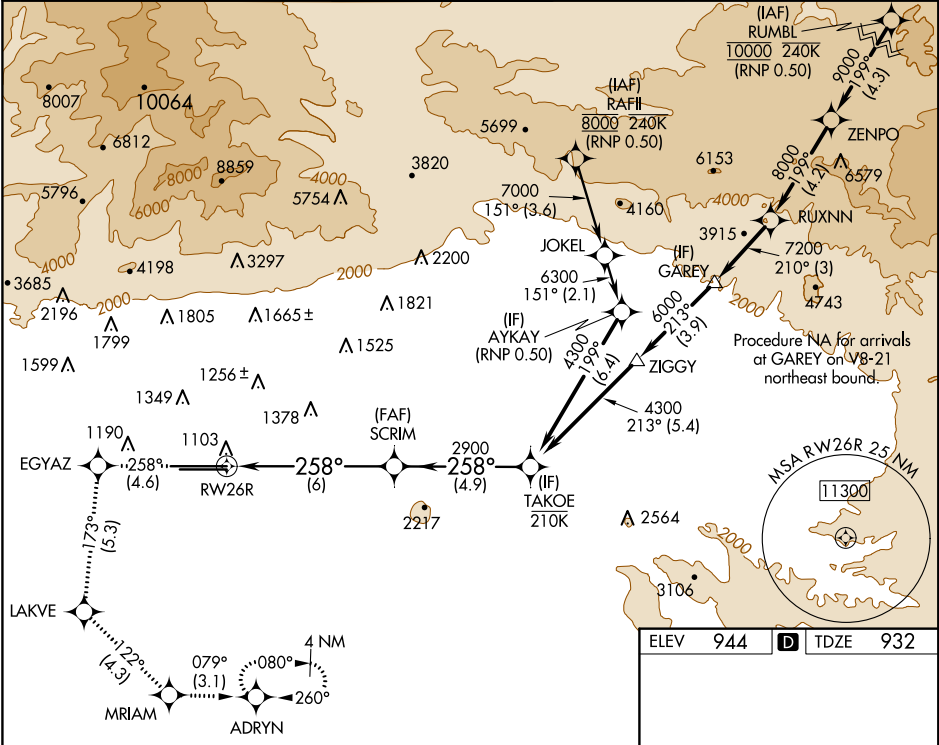 (IAF)
RUMBL
10000 240K
(RNP 0.50)
9000
199°
(4.3)
8007
10064
(IAF)
RAFII
8000 240K
(RNP 0.50)
5699
ZENPO
6812
8859
3820
6153
8000
199°
(4.2)
6579
8000
4000
5796
6000
5754
7000
151° (3.6)
4160
4000
RUXNN
3915
JOKEL
(IF)
GAREY
7200
210° (3)
4000
4198
3297
2000
2200
6300
151° (2.1)
3685
2196
2000
1805
1665±
1821
(IF)
AYKAY
(RNP 0.50)
6000
213°
(3.9)
2000
4743
1799
1525
4300
199°
(6.4)
ZIGGY
Procedure NA for arrivals
at GAREY on V8-21
northeast bound.
1599
1256±
1349
1378
4300
213° (5.4)
(FAF)
SCRIM
1190
1103
2900
EGYAZ
258°
(4.6)
RW26R
258°
(6)
258°
(4.9)
(IF)
TAKOE
210K
MSA RW26R 25 NM
11300
2217
2564
2000
173°
(5.3)
3106
LAKVE
122°
(4.3)
079°
(3.1)
080°
4 NM
260°
MRIAM
ADRYN
ELEV 944 D TDZE 932